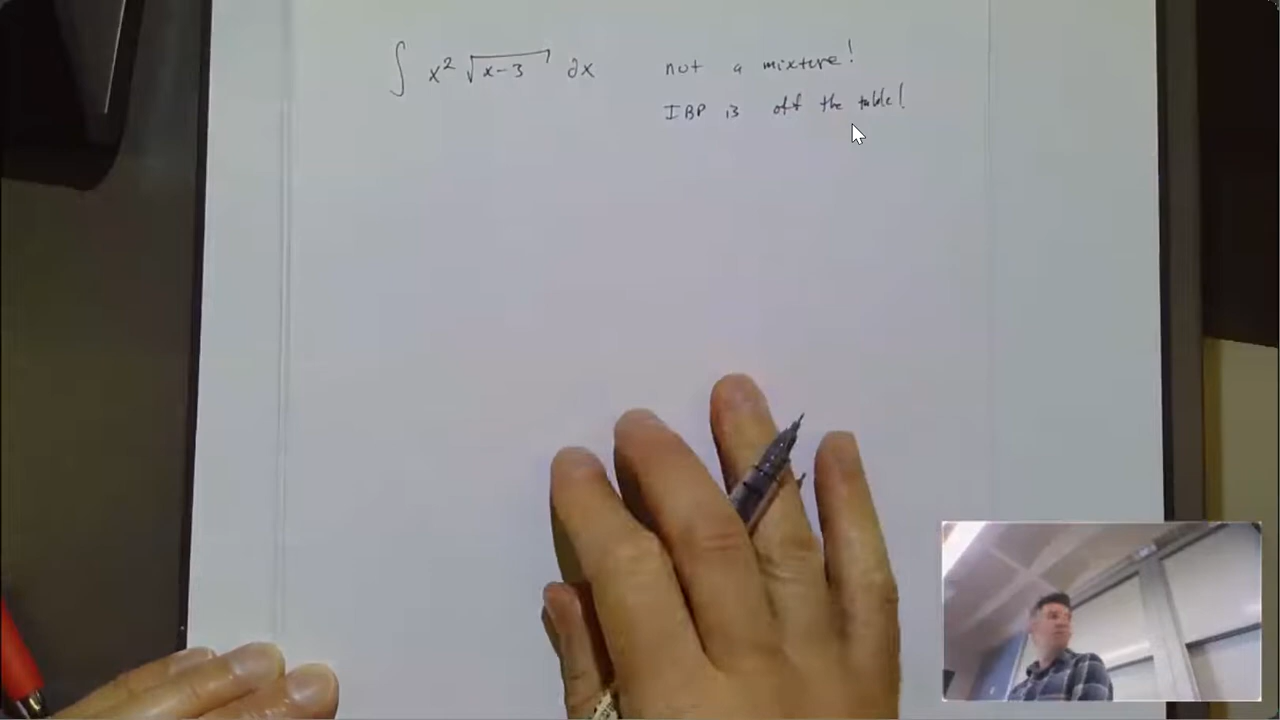 ∫ x² √(x-3) dx not a mixture!
IBP is off the table!